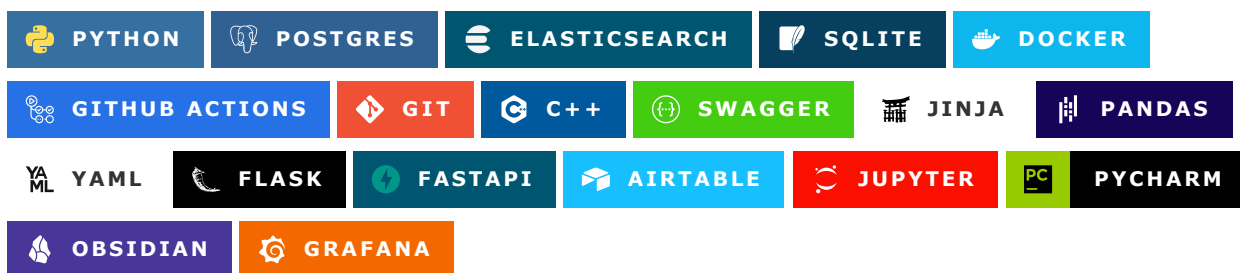 PYTHON POSTGRES ELASTICSEARCH SQLITE DOCKER
GITHUB ACTIONS GIT C++ SWAGGER JINJA PANDAS
YAML YAML FLASK FASTAPI AIRTABLE JUPYTER PC PYCHARM
OBSIDIAN GRAFANA